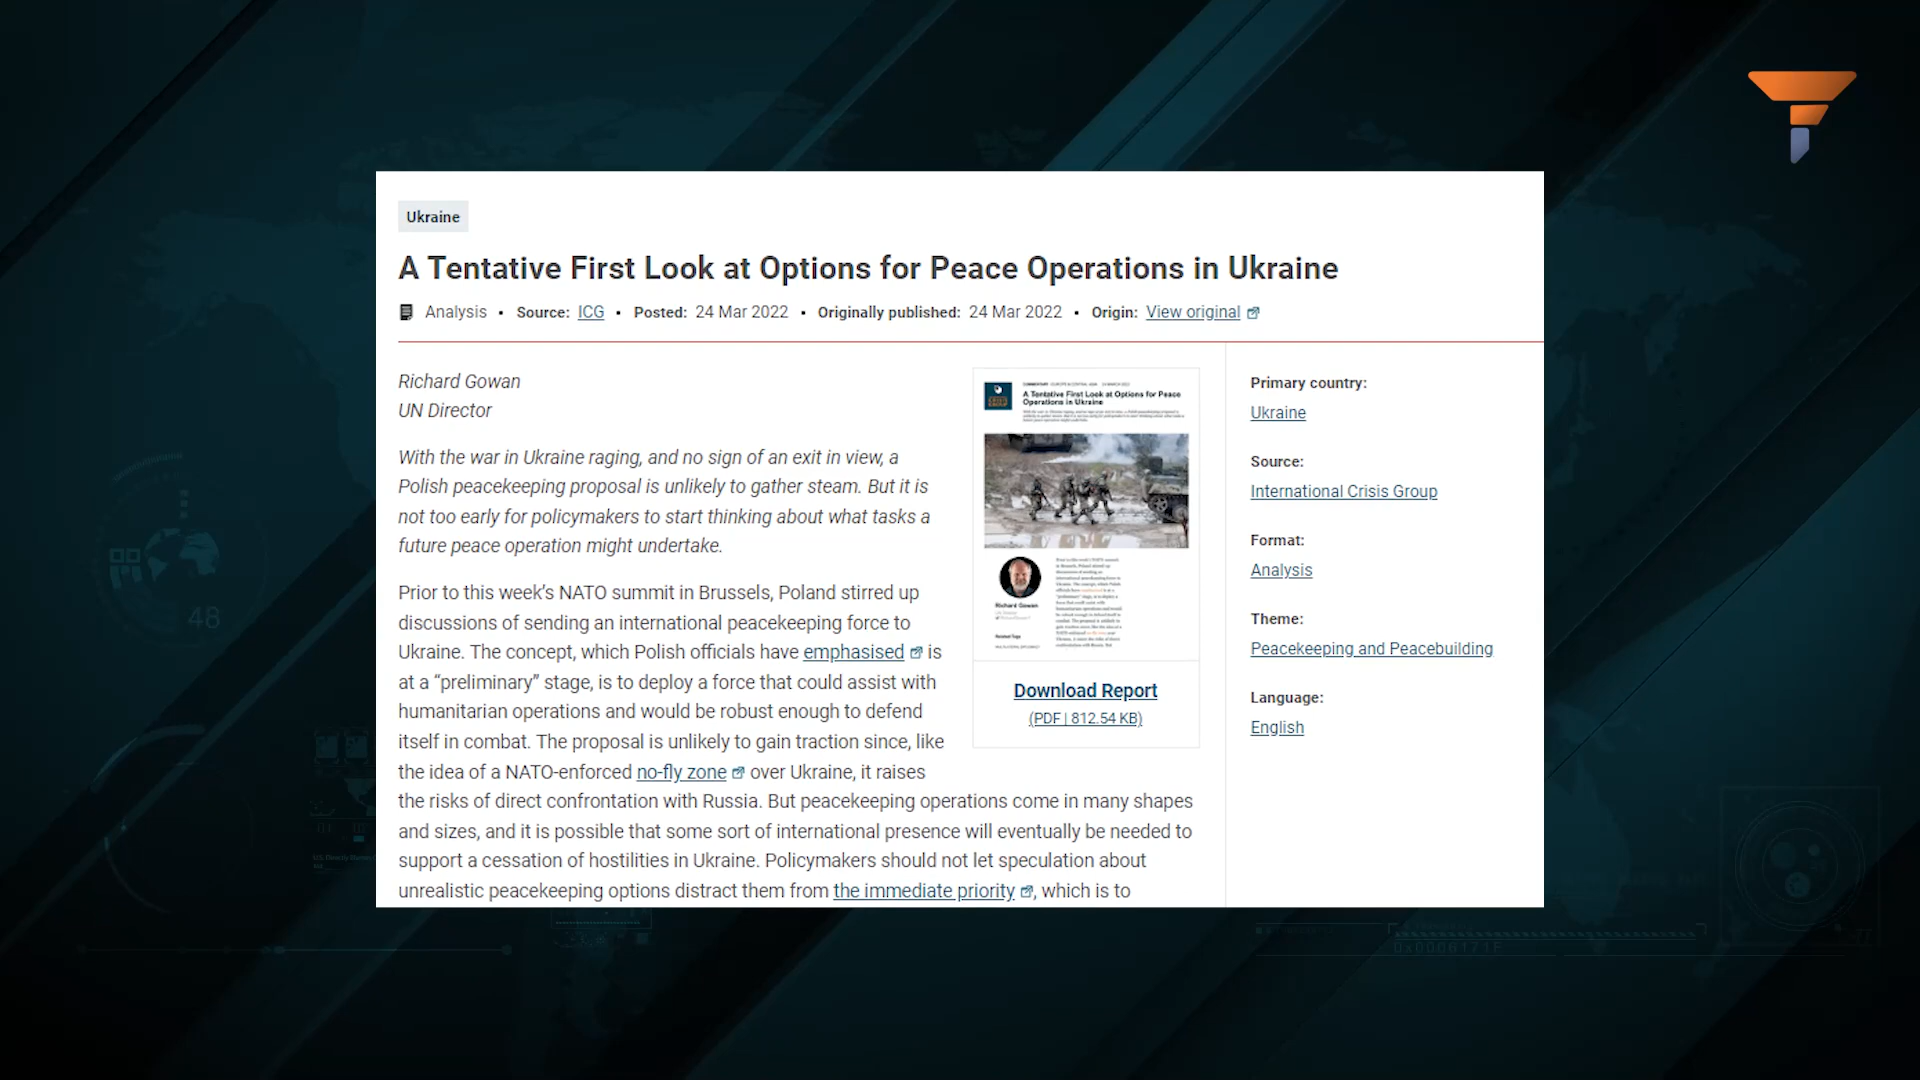 Ukraine
A Tentative First Look at Options for Peace Operations in Ukraine
Analysis • Source: ICG • Posted: 24 Mar 2022 • Originally published: 24 Mar 2022 • Origin: View original
Richard Gowan
UN Director
With the war in Ukraine raging, and no sign of an exit in view, a
Polish peacekeeping proposal is unlikely to gather steam. But it is
not too early for policymakers to start thinking about what tasks a
future peace operation might undertake.
Prior to this week’s NATO summit in Brussels, Poland stirred up
discussions of sending an international peacekeeping force to
Ukraine. The concept, which Polish officials have emphasised is
at a “preliminary” stage, is to deploy a force that could assist with
humanitarian operations and would be robust enough to defend
itself in combat. The proposal is unlikely to gain traction since, like
the idea of a NATO-enforced no-fly zone over Ukraine, it raises
the risks of direct confrontation with Russia. But peacekeeping operations come in many shapes
and sizes, and it is possible that some sort of international presence will eventually be needed to
support a cessation of hostilities in Ukraine. Policymakers should not let speculation about
unrealistic peacekeeping options distract them from the immediate priority, which is to
A Tentative First Look at Options for Peace
Operations in Ukraine
Richard Gowan
Download Report
(PDF | 812.54 KB)
Primary country:
Ukraine
Source:
International Crisis Group
Format:
Analysis
Theme:
Peacekeeping and Peacebuilding
Language:
English
48
0x0006171F